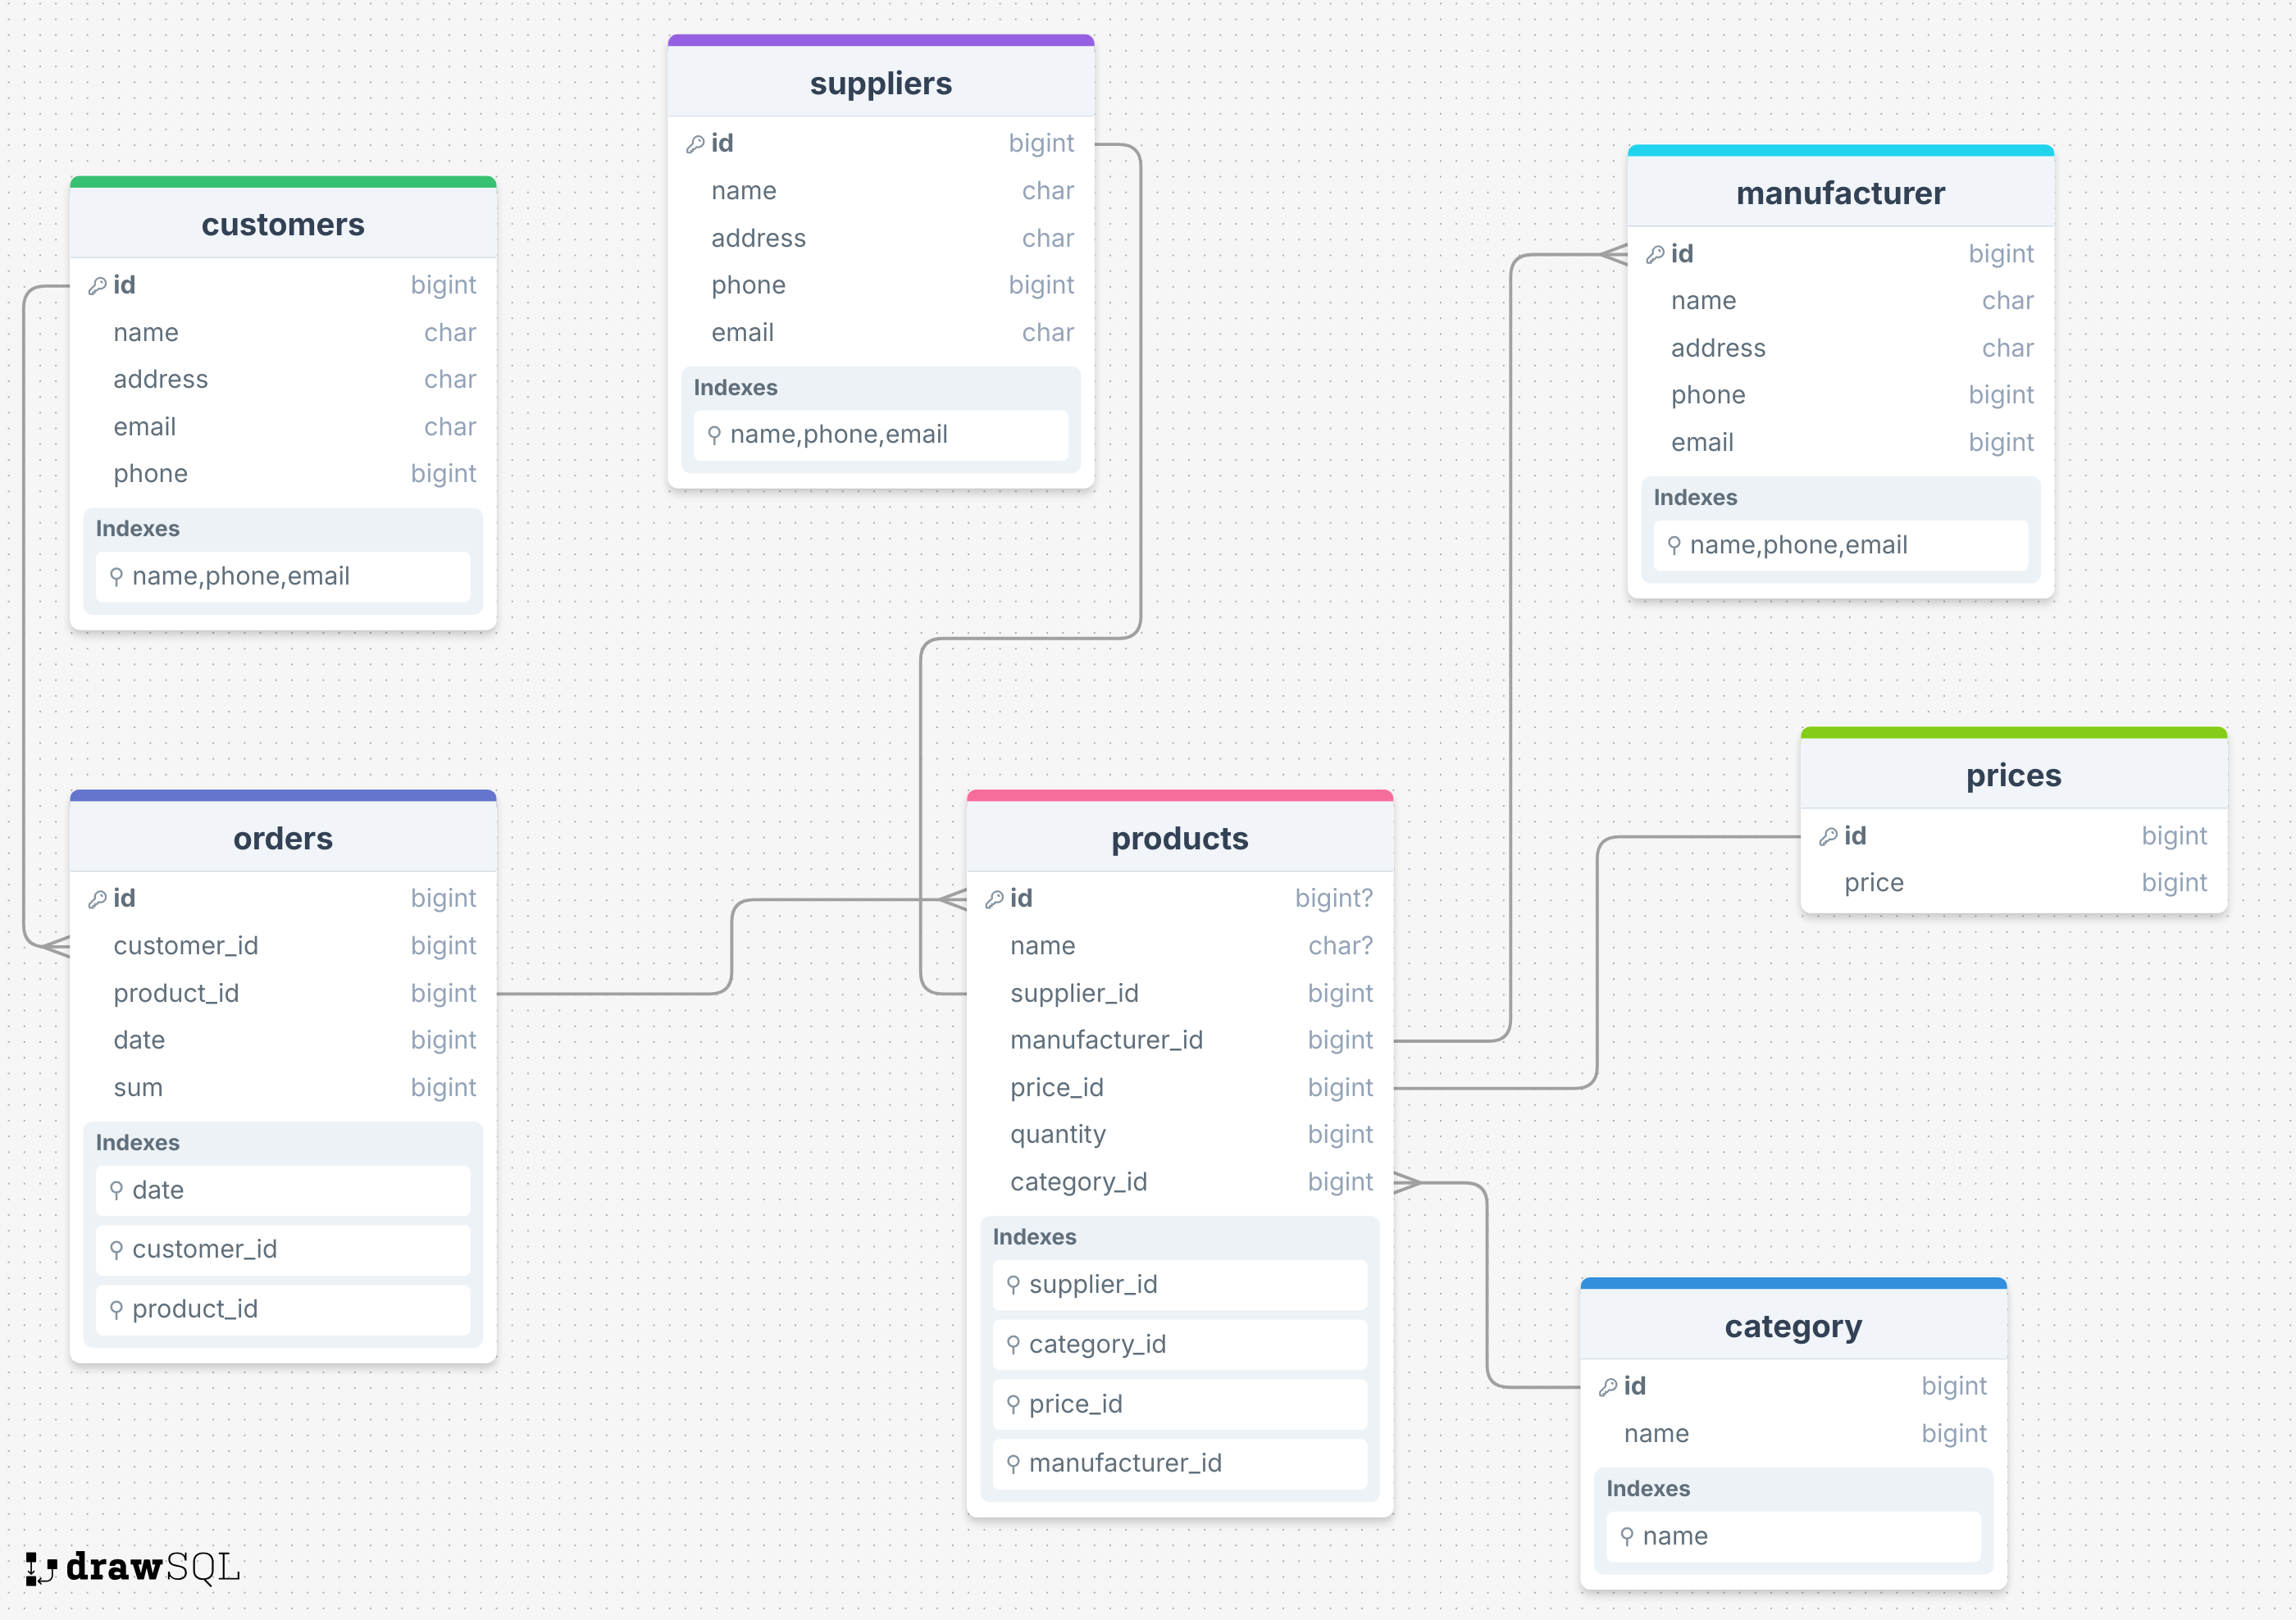 suppliers
id bigint
name char
address char
phone bigint
email char
Indexes
name,phone,email
manufacturer
id bigint
name char
address char
phone bigint
email bigint
Indexes
name,phone,email
customers
id bigint
name char
address char
email char
phone bigint
Indexes
name,phone,email
prices
id bigint
price bigint
orders
id bigint
customer_id bigint
product_id bigint
date bigint
sum bigint
Indexes
date
customer_id
product_id
products
id bigint?
name char?
supplier_id bigint
manufacturer_id bigint
price_id bigint
quantity bigint
category_id bigint
Indexes
supplier_id
category_id
price_id
manufacturer_id
category
id bigint
name bigint
Indexes
name
drawSQL